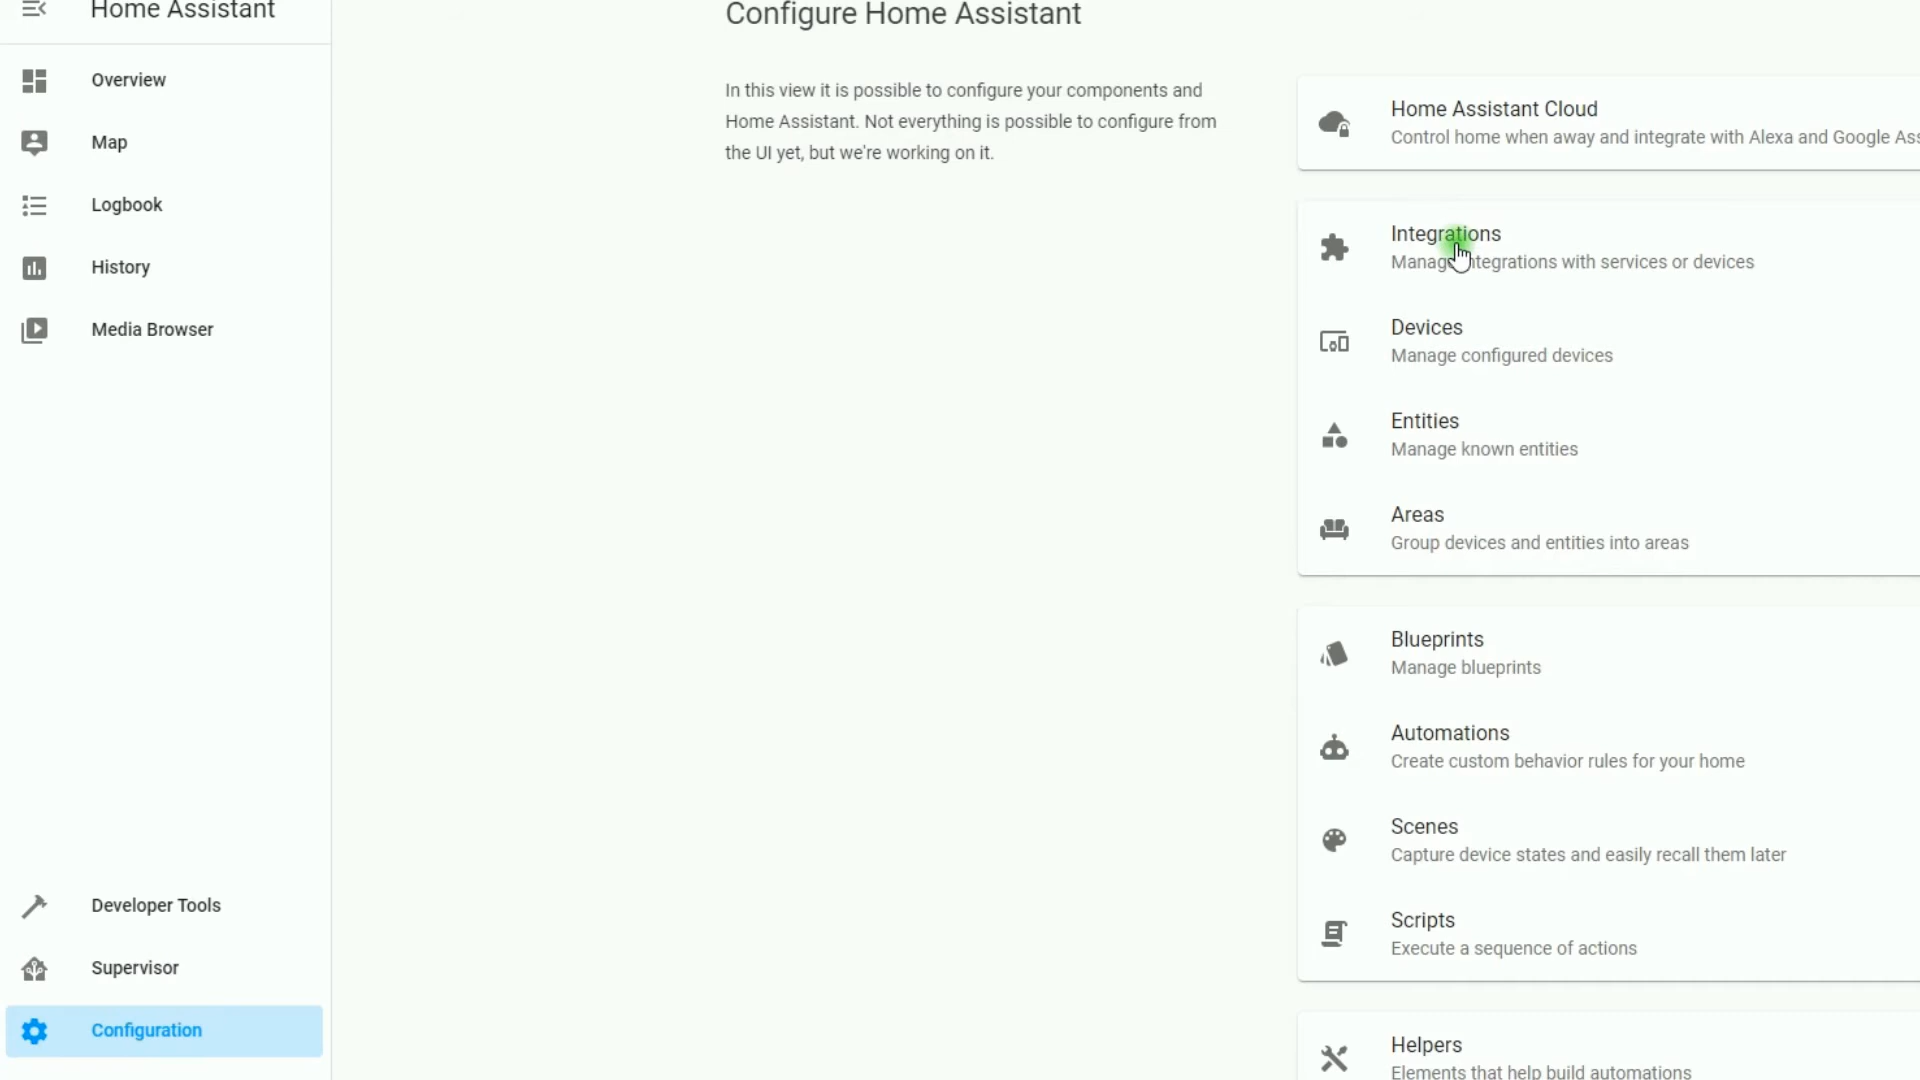 Home Assistant
Overview
Map
Logbook
History
Media Browser
Developer Tools
Supervisor
Configuration
Configure Home Assistant
In this view it is possible to configure your components and
Home Assistant. Not everything is possible to configure from
the UI yet, but we're working on it.
Home Assistant Cloud
Control home when away and integrate with Alexa and Google Ass
Integrations
Manage integrations with services or devices
Devices
Manage configured devices
Entities
Manage known entities
Areas
Group devices and entities into areas
Blueprints
Manage blueprints
Automations
Create custom behavior rules for your home
Scenes
Capture device states and easily recall them later
Scripts
Execute a sequence of actions
Helpers
Elements that help build automations